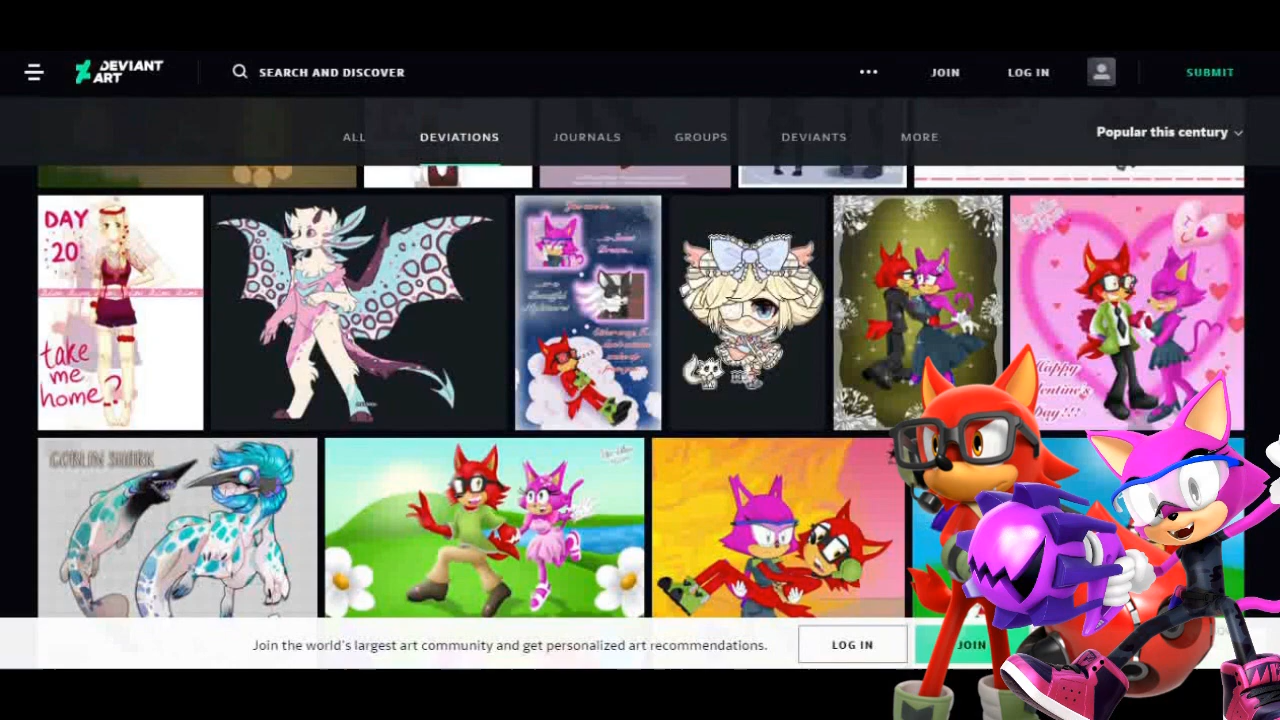 DEVIANT
ART
SEARCH AND DISCOVER
JOIN
LOG IN
SUBMIT
ALL
DEVIATIONS
JOURNALS
GROUPS
DEVIANTS
MORE
Popular this century
DAY
20
take
me
home?
Happy
Day!!!
GOBLIN SHARK
Join the world's largest art community and get personalized art recommendations.
LOG IN
JOIN